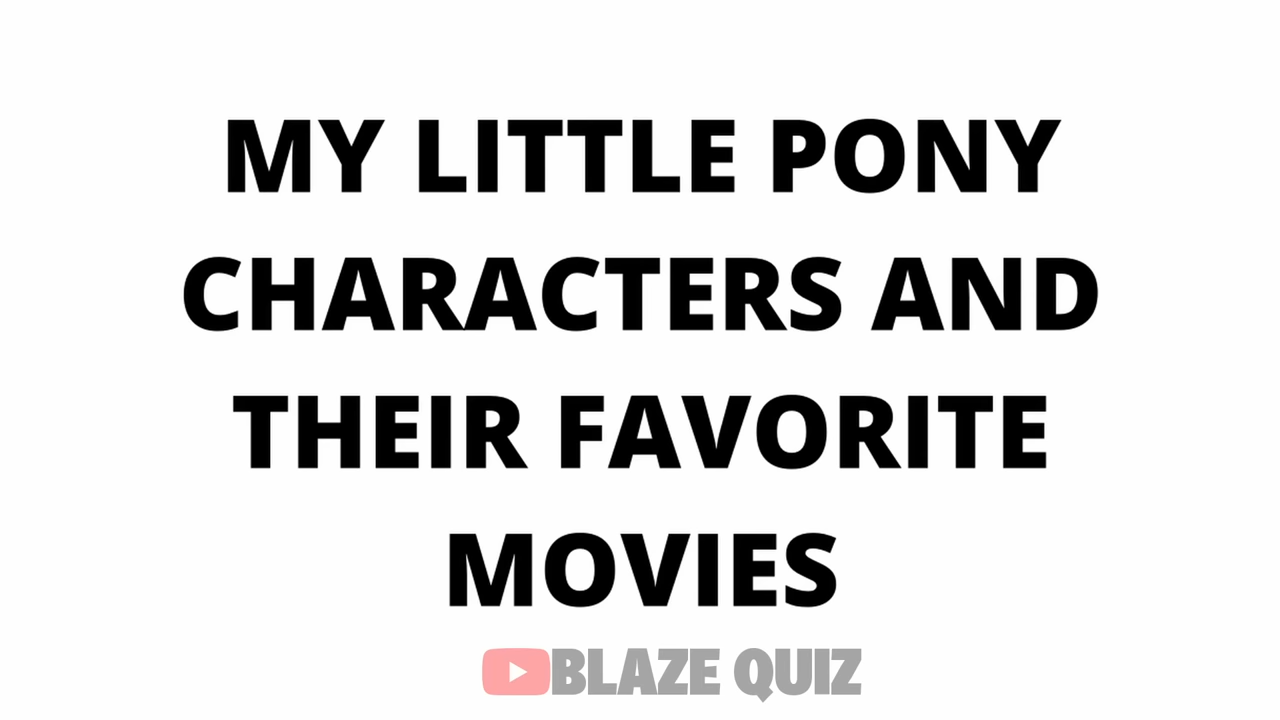 MY LITTLE PONY
CHARACTERS AND
THEIR FAVORITE
MOVIES
BLAZE QUIZ